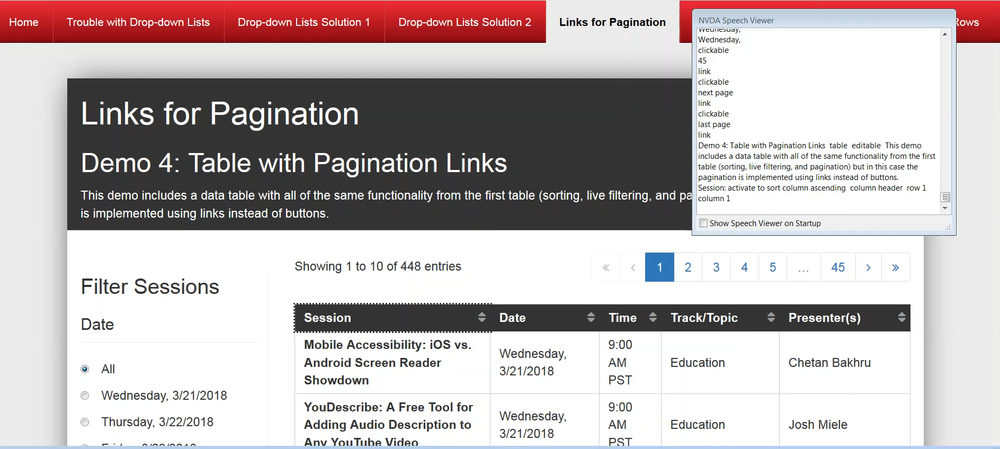 Home
Trouble with Drop-down Lists
Drop-down Lists Solution 1
Drop-down Lists Solution 2
Links for Pagination
Rows
NVDA Speech Viewer
Wednesday,
Wednesday,
clickable
45
link
clickable
next page
link
clickable
last page
link
Demo 4: Table with Pagination Links  table  editable  This demo
includes a data table with all of the same functionality from the first
table (sorting, live filtering, and pagination) but in this case the
pagination is implemented using links instead of buttons.
Session: activate to sort column ascending  column header  row 1
column 1
Show Speech Viewer on Startup
Links for Pagination
Demo 4: Table with Pagination Links
This demo includes a data table with all of the same functionality from the first table (sorting, live filtering, and pa
is implemented using links instead of buttons.
Filter Sessions
Date
All
Wednesday, 3/21/2018
Thursday, 3/22/2018
Showing 1 to 10 of 448 entries
« ‹ 1 2 3 4 5 … 45 › »
Session Date Time Track/Topic Presenter(s)
Mobile Accessibility: iOS vs.
Android Screen Reader
Showdown
Wednesday,
3/21/2018
9:00
AM
PST
Education
Chetan Bakhru
YouDescribe: A Free Tool for
Adding Audio Description to
Any YouTube Video
Wednesday,
3/21/2018
9:00
AM
PST
Education
Josh Miele